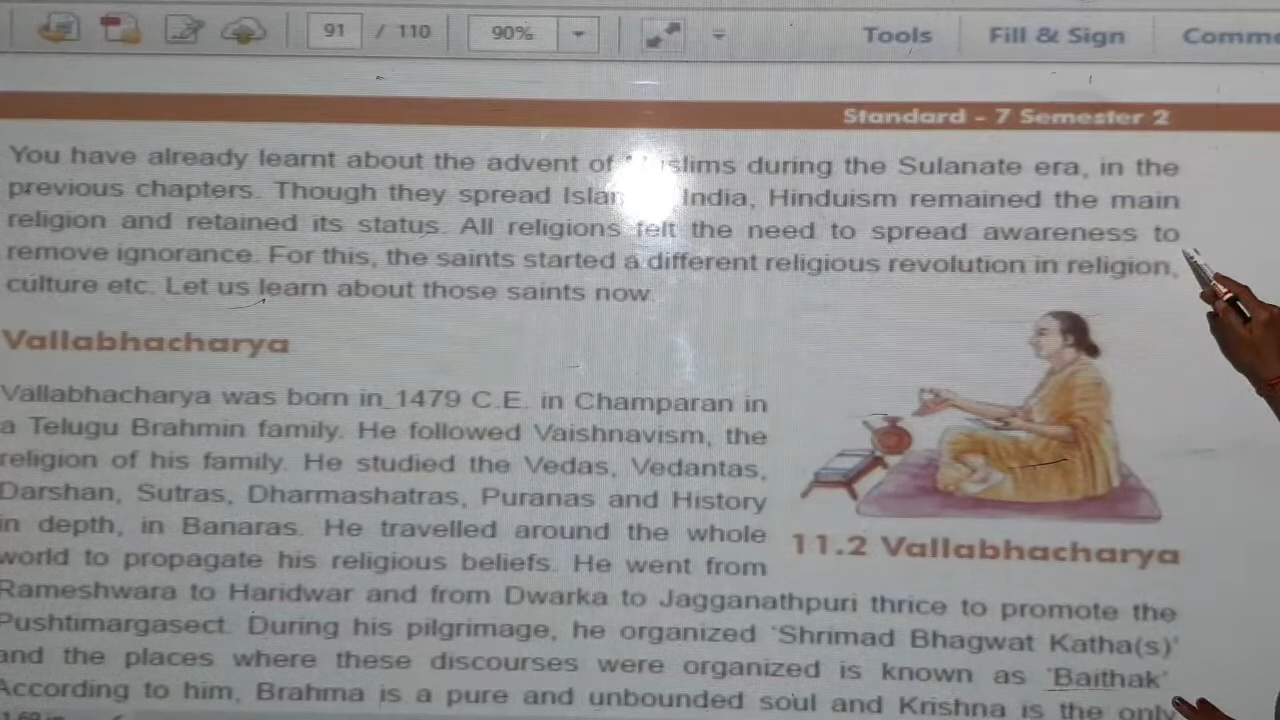 91 / 110 90% Tools Fill & Sign
Standard - 7 Semester 2
You have already learnt about the advent of during the Sulanate era, in the
previous chapters. Though they spread India, Hinduism remained the main
religion and retained its status. All religions felt the need to spread awareness to
remove ignorance. For this, the saints started a different religious revolution in religion,
culture etc. Let us learn about those saints now
Vallabhacharya
Vallabhacharya was born in 1479 C.E. in Champaran in
a Telugu Brahmin family. He followed Vaishnavism, the
religion of his family. He studied the Vedas, Vedantas,
Darshan, Sutras, Dharmashatras, Puranas and History
in depth, in Banaras. He travelled around the whole
world to propagate his religious beliefs. He went from
Rameshwara to Haridwar and from Dwarka to Jagganathpuri thrice to promote the
Pushtimargasect. During his pilgrimage, he organized 'Shrimad Bhagwat Katha(s)'
and the places where these discourses were organized is known as 'Baithak'
According to him, Brahma is a pure and unbounded soul and Krishna is the only
11.2 Vallabhacharya